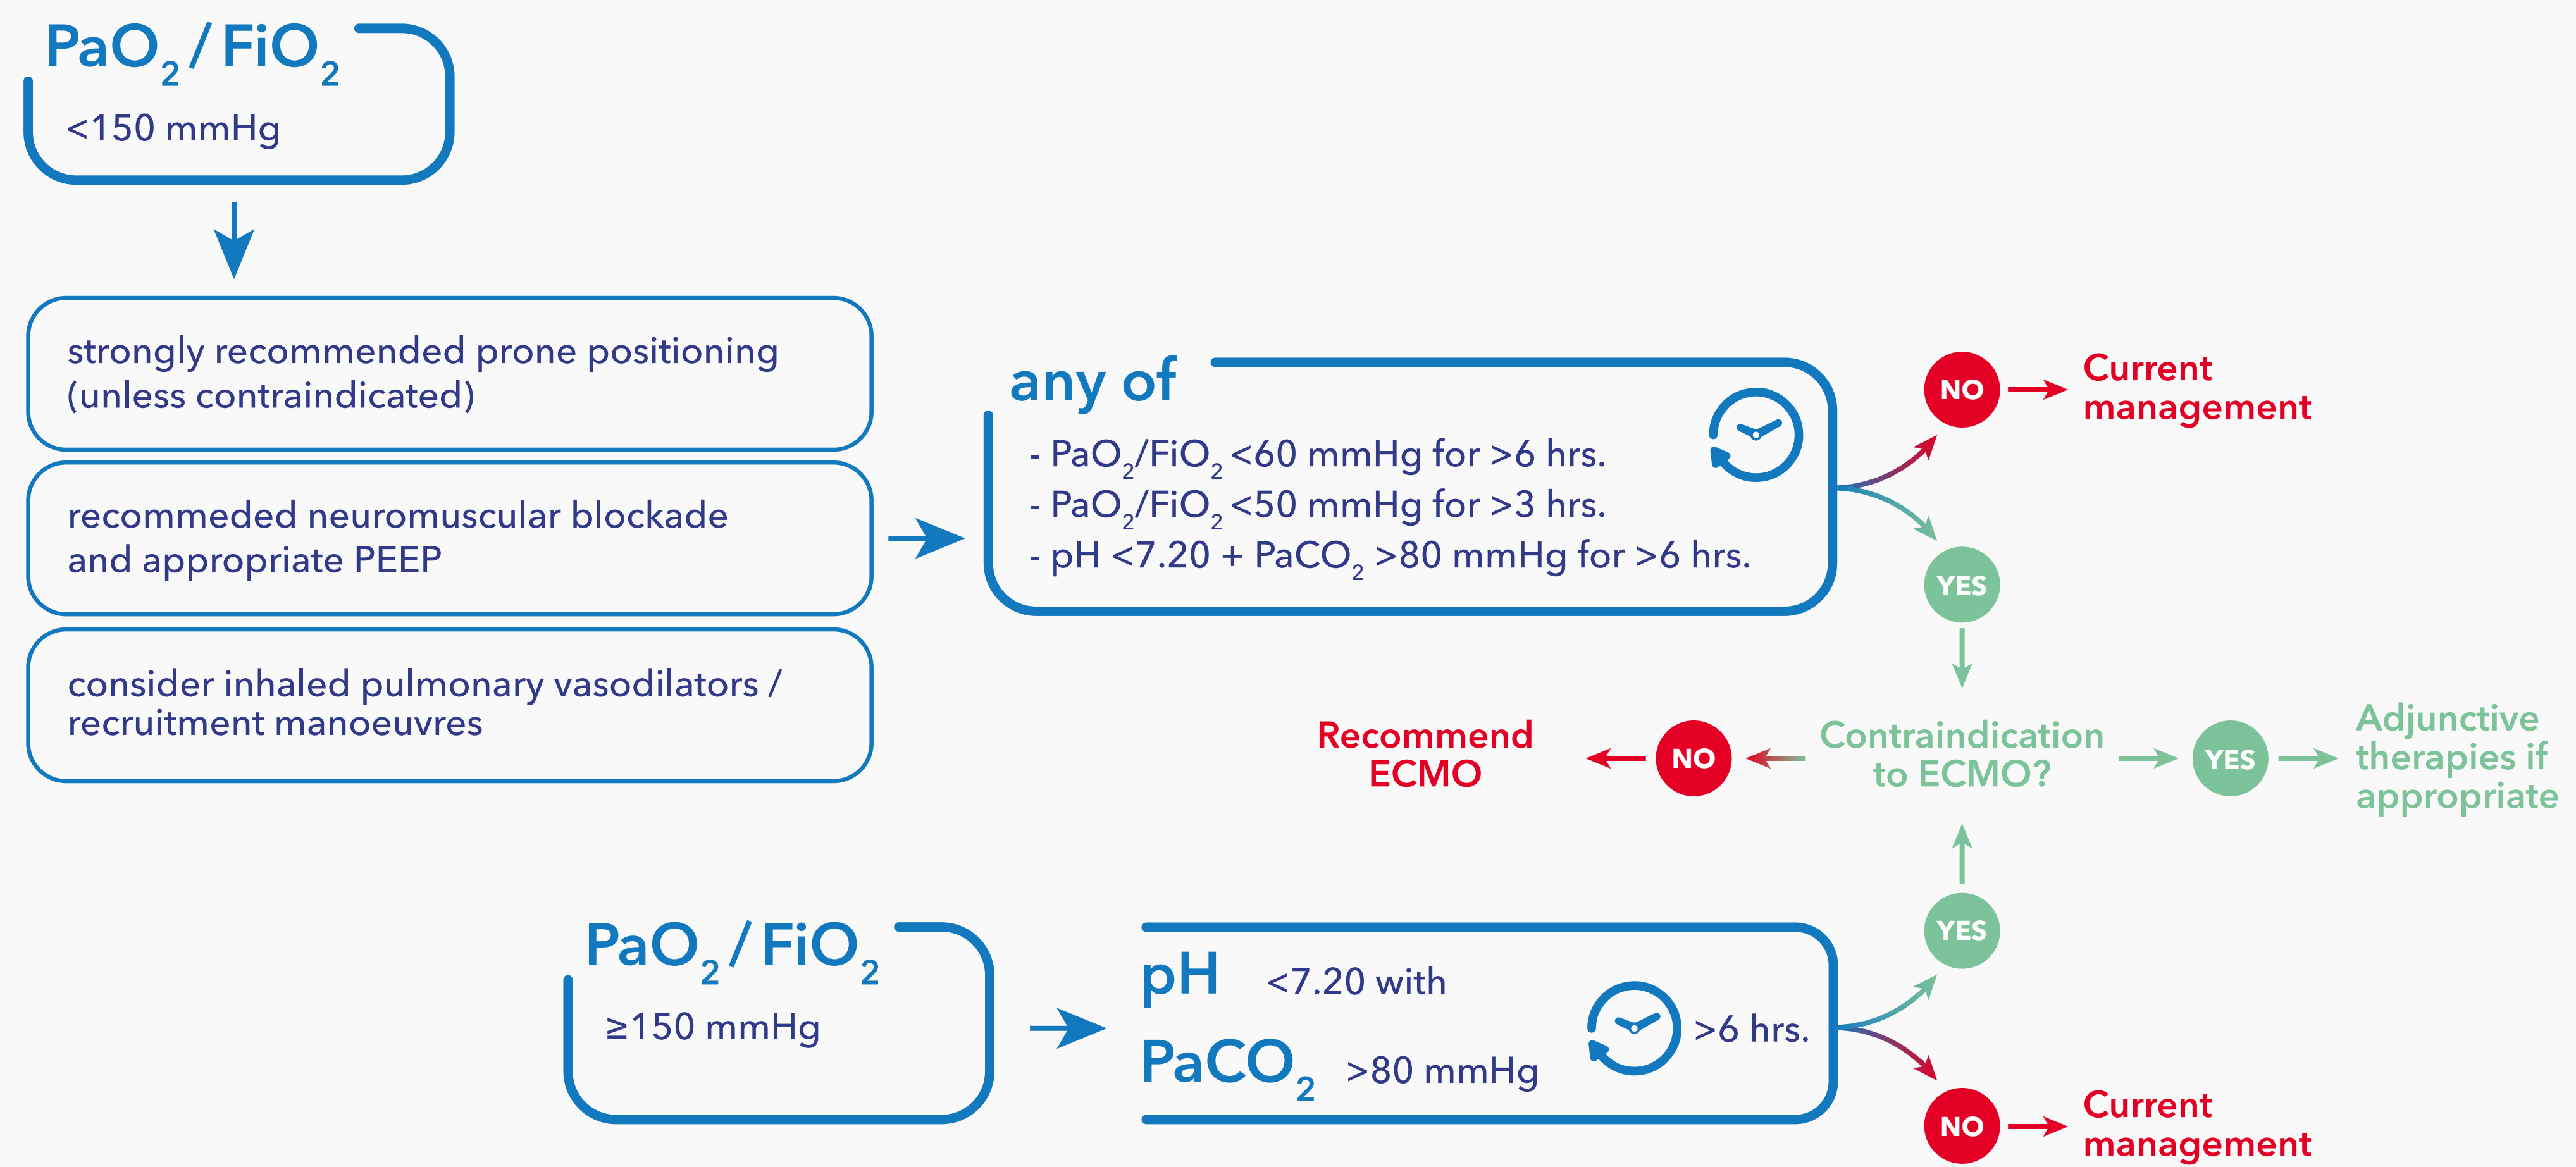 PaO2 / FiO2
<150 mmHg
strongly recommended prone positioning
(unless contraindicated)
recommeded neuromuscular blockade
and appropriate PEEP
consider inhaled pulmonary vasodilators /
recruitment manoeuvres
any of
- PaO2/FiO2 <60 mmHg for >6 hrs.
- PaO2/FiO2 <50 mmHg for >3 hrs.
- pH <7.20 + PaCO2 >80 mmHg for >6 hrs.
NO
Current
management
YES
Contraindication
to ECMO?
NO
Recommend
ECMO
YES
Adjunctive
therapies if
appropriate
PaO2 / FiO2
≥150 mmHg
pH <7.20 with
PaCO2 >80 mmHg
>6 hrs.
YES
NO
Current
management